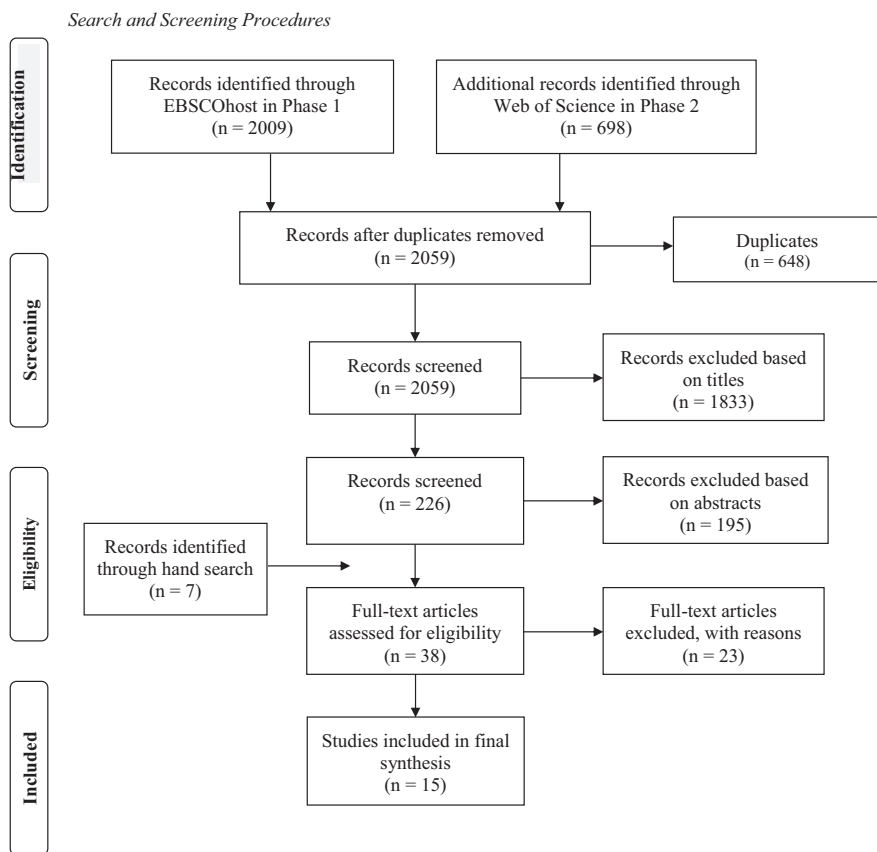 Search and Screening Procedures
Identification
Records identified through
EBSCOhost in Phase 1
(n = 2009)
Additional records identified through
Web of Science in Phase 2
(n = 698)
Records after duplicates removed
(n = 2059)
Duplicates
(n = 648)
Screening
Records screened
(n = 2059)
Records excluded based
on titles
(n = 1833)
Eligibility
Records screened
(n = 226)
Records excluded based
on abstracts
(n = 195)
Records identified
through hand search
(n = 7)
Full-text articles
assessed for eligibility
(n = 38)
Full-text articles
excluded, with reasons
(n = 23)
Included
Studies included in final
synthesis
(n = 15)